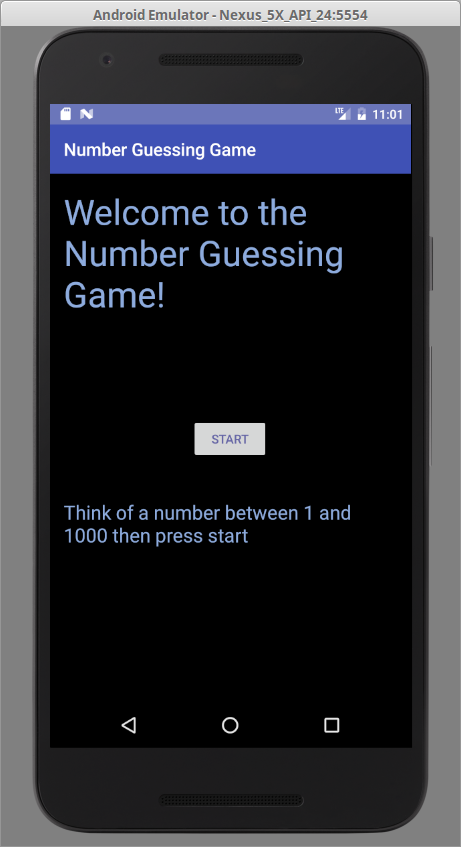 Android Emulator - Nexus_5X_API_24:5554
LTE 11:01
Number Guessing Game
Welcome to the
Number Guessing
Game!
START
Think of a number between 1 and
1000 then press start